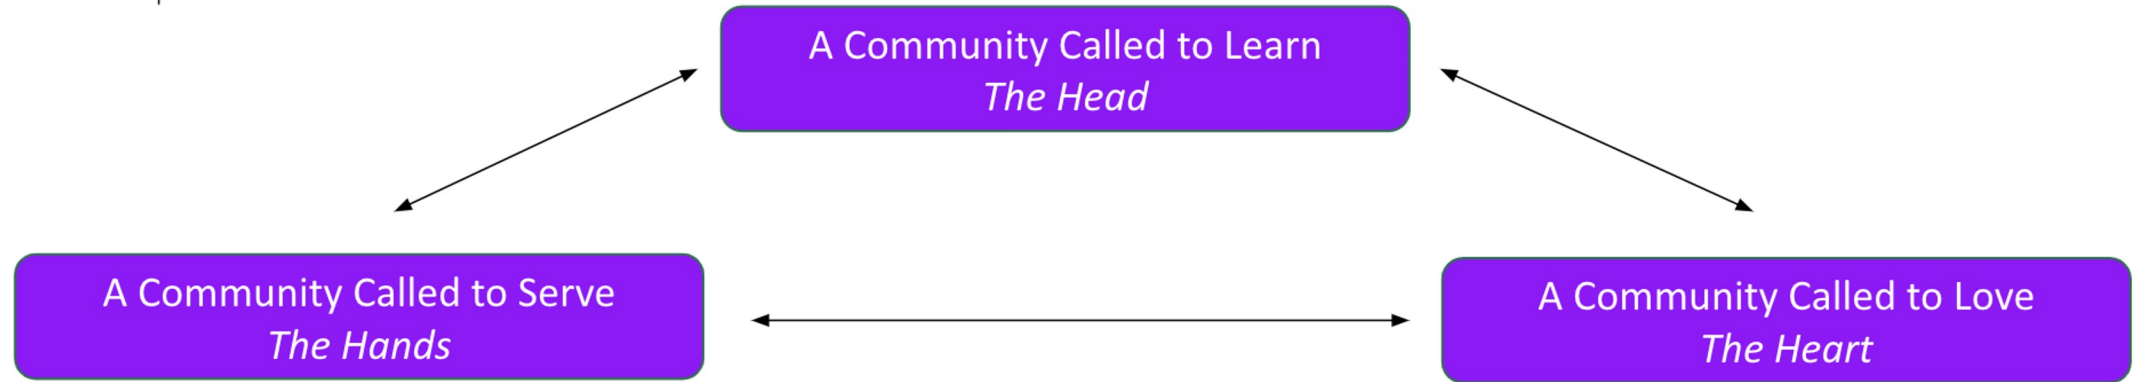 A Community Called to Learn
The Head
A Community Called to Serve
The Hands
A Community Called to Love
The Heart